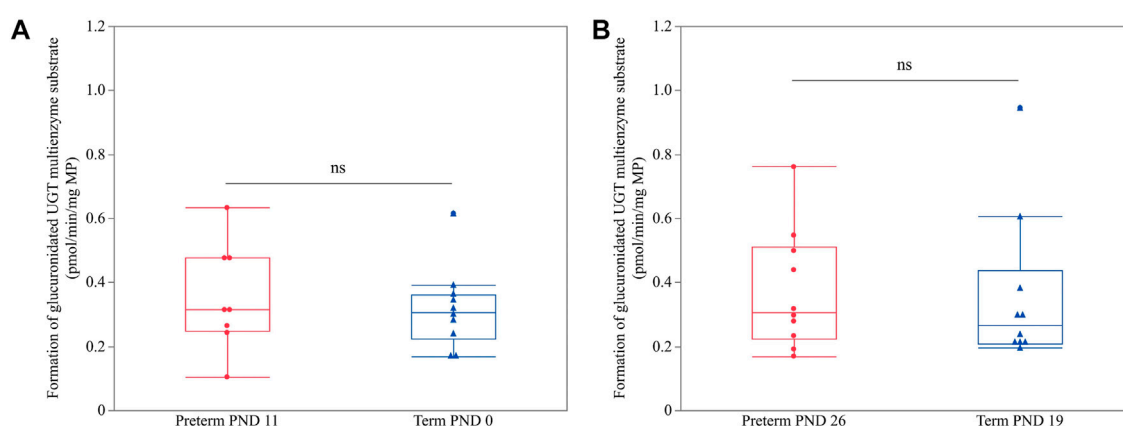 A
Formation of glucuronidated UGT multienzyme substrate
(pmol/min/mg MP)
1.2
1.0
0.8
0.6
0.4
0.2
0
ns
Preterm PND 11
Term PND 0
B
Formation of glucuronidated UGT multienzyme substrate
(pmol/min/mg MP)
1.2
1.0
0.8
0.6
0.4
0.2
0
ns
Preterm PND 26
Term PND 19